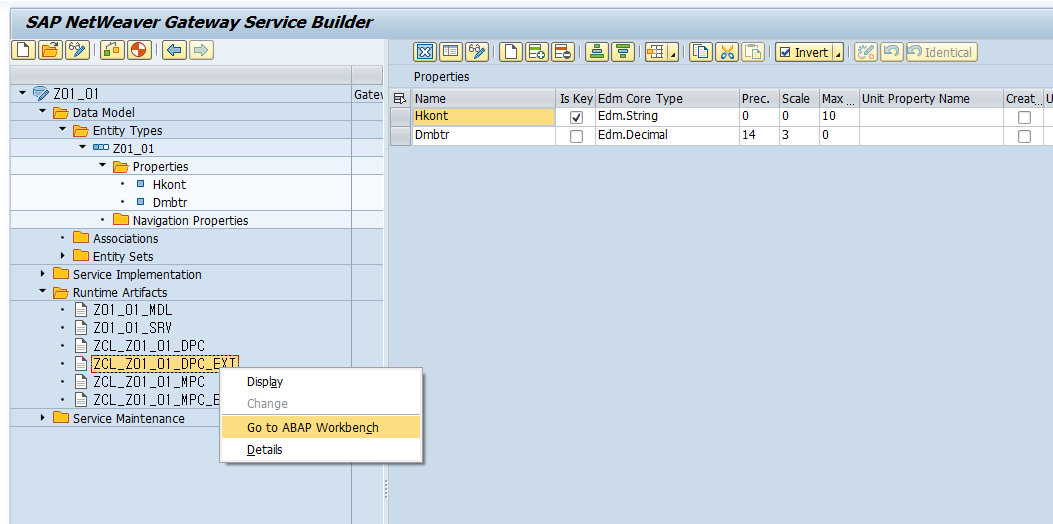 SAP NetWeaver Gateway Service Builder
Invert
Identical
Properties
Z01_01
Gatew
Data Model
Entity Types
Z01_01
Properties
Hkont
Dmbtr
Navigation Properties
Associations
Entity Sets
Service Implementation
Runtime Artifacts
Z01_01_MDL
Z01_01_SRV
ZCL_Z01_01_DPC
ZCL_Z01_01_DPC_EXT
ZCL_Z01_01_MPC
ZCL_Z01_01_MPC_E
Service Maintenance
Name Is Key Edm Core Type Prec. Scale Max ... Unit Property Name Creat... U
Hkont Edm.String 0 0 10
Dmbtr Edm.Decimal 14 3 0
Display
Change
Go to ABAP Workbench
Details